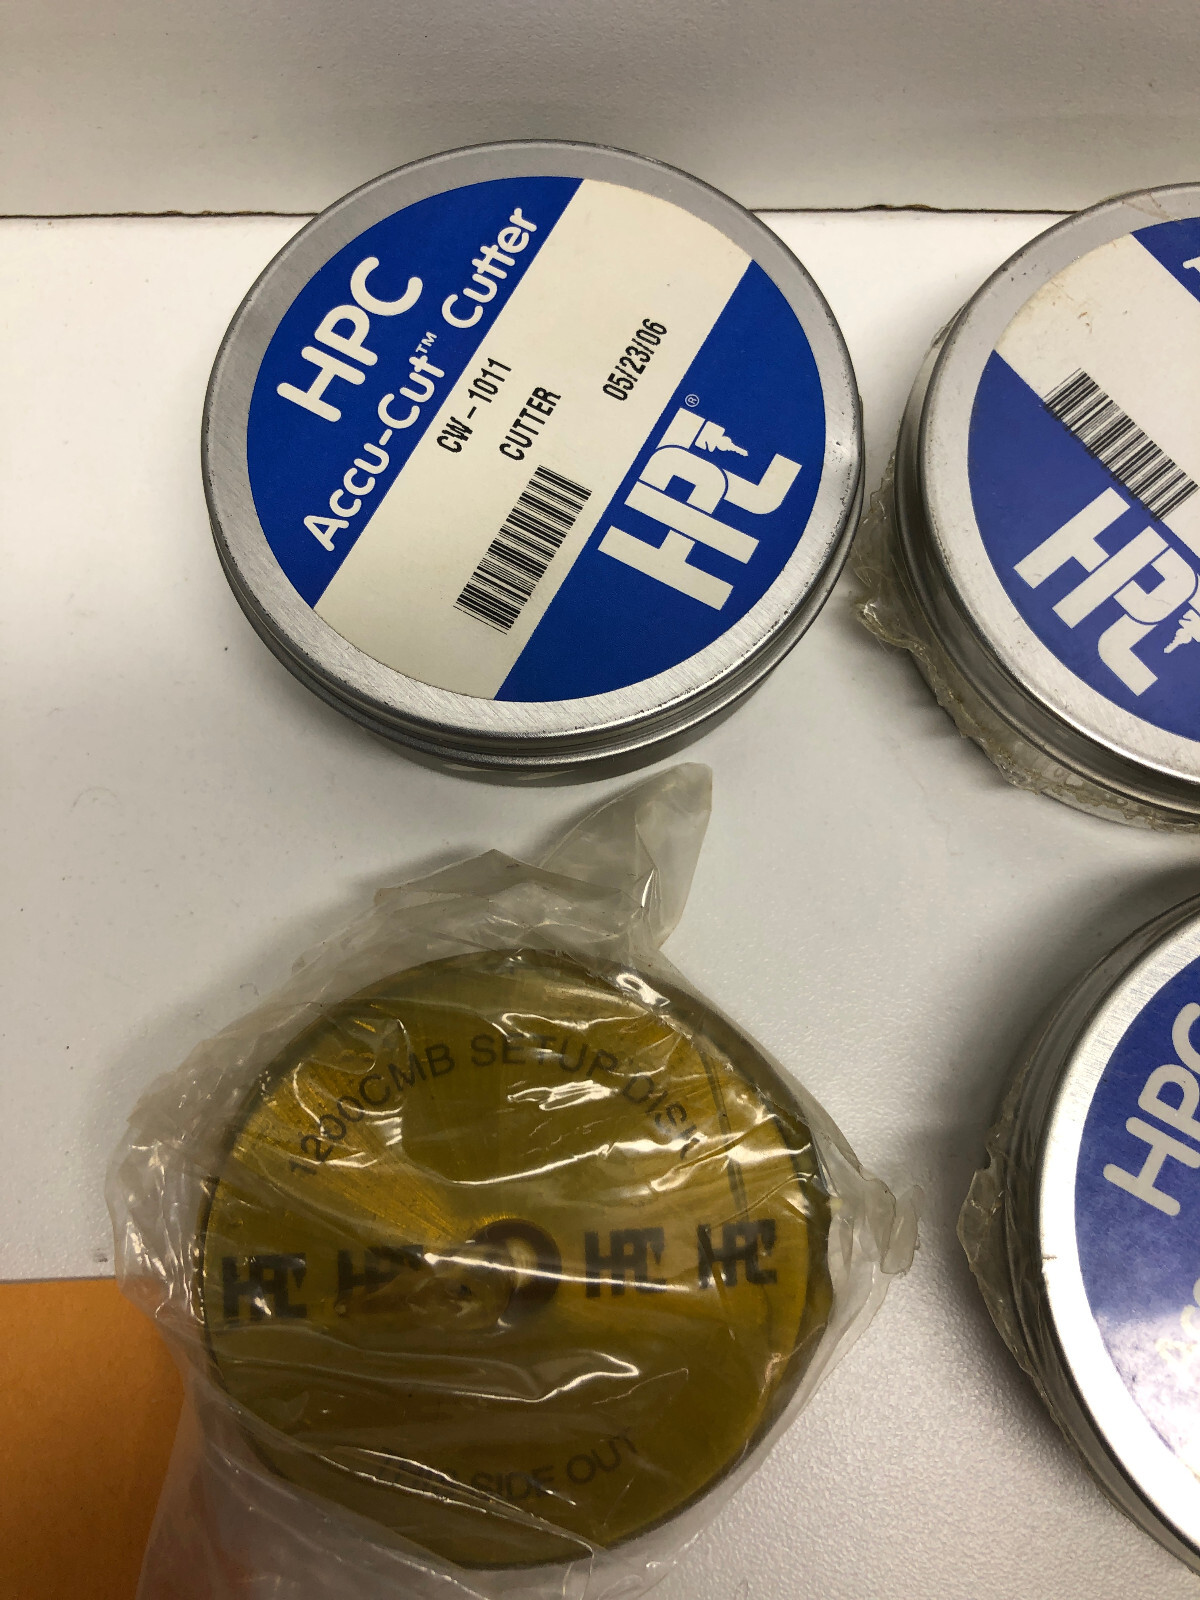 HPC
Accu-Cut™ Cutter
CW-1011
CUTTER
05/23/06
HPC®
HPC
HPC
1200CMB SETUP DISK
HPC HPC HPC HPC
THIS SIDE OUT